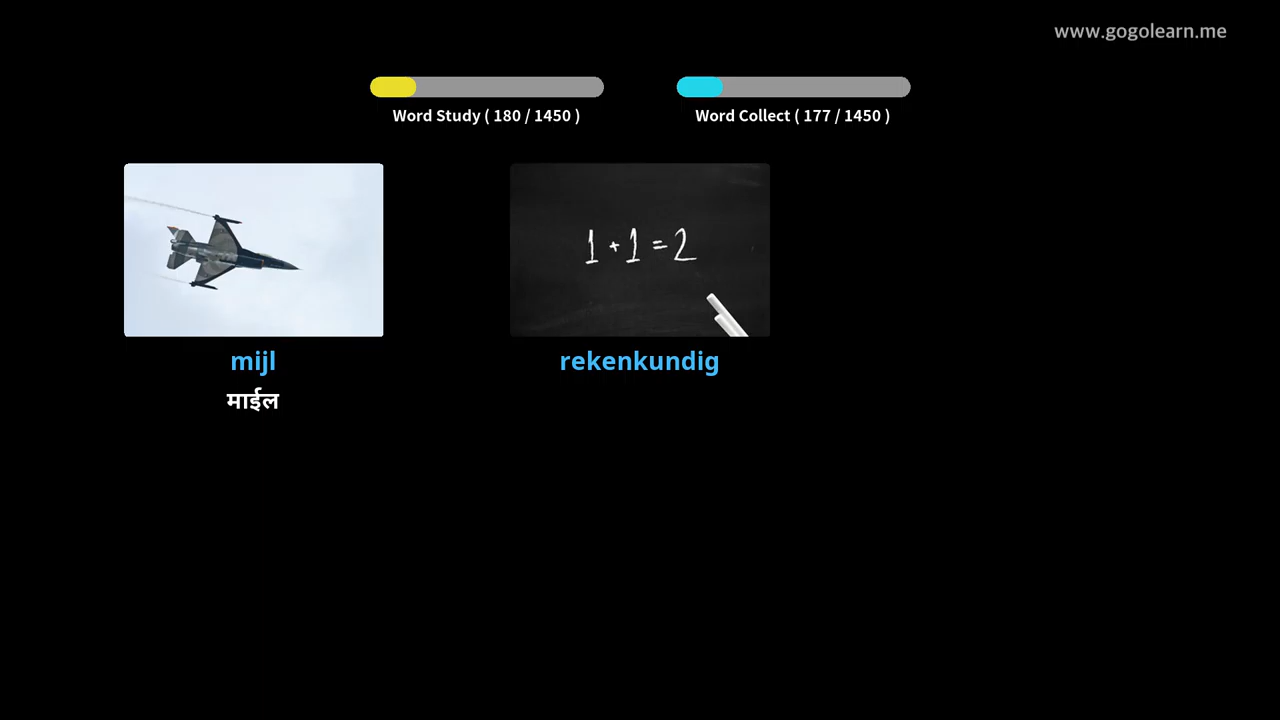 www.gogolearn.me
Word Study ( 180 / 1450 )
Word Collect ( 177 / 1450 )
1 + 1 = 2
mijl
rekenkundig
माईल